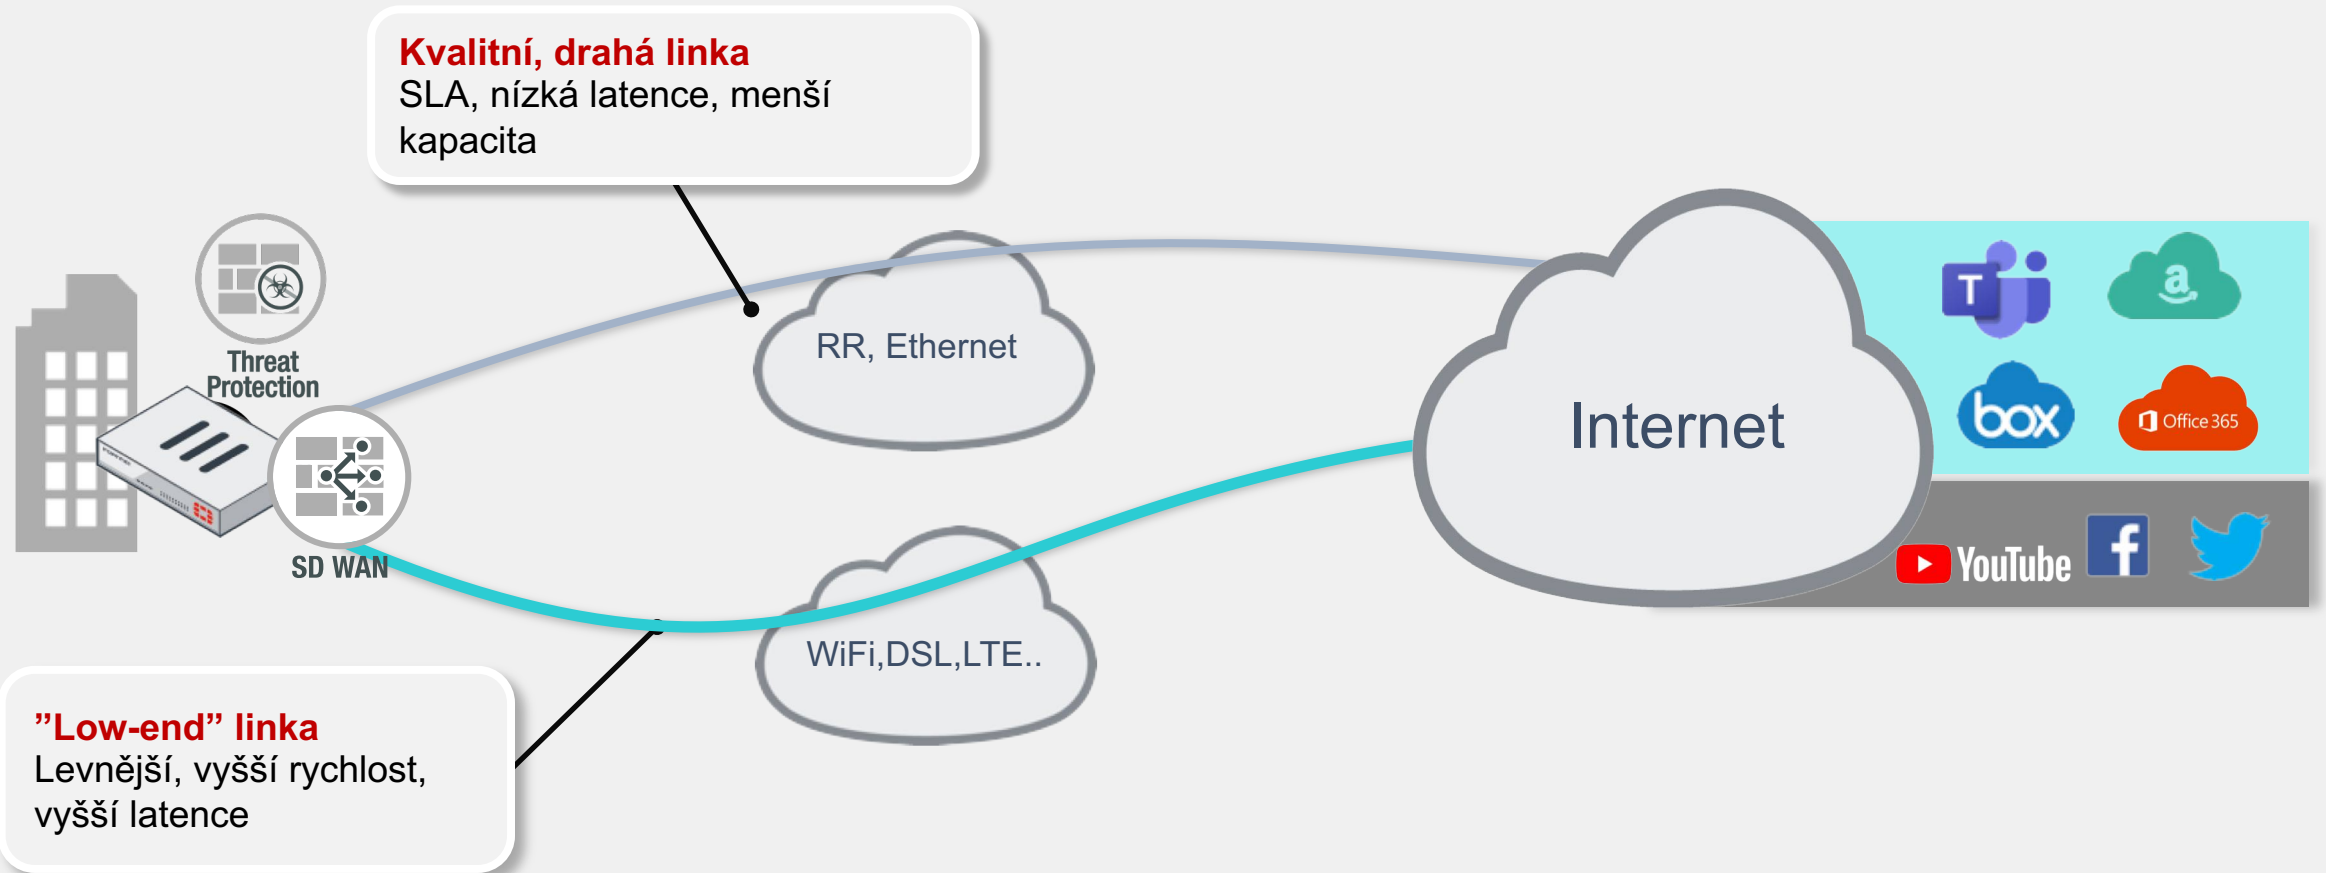 Kvalitní, drahá linka
SLA, nízká latence, menší
kapacita
Threat
Protection
SD WAN
RR, Ethernet
WiFi,DSL,LTE..
Internet
T
a
box
Office 365
YouTube
f
”Low-end” linka
Levnější, vyšší rychlost,
vyšší latence